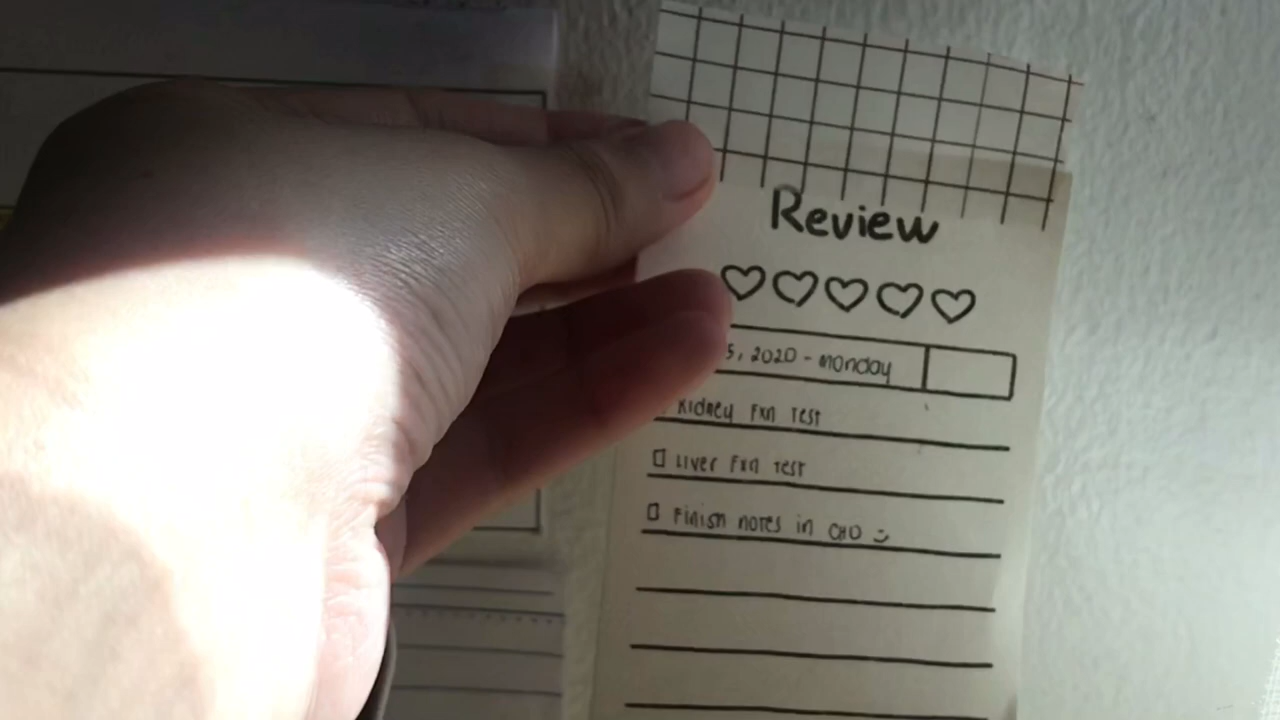 Review
5, 2020 - monday
Kidney Fxn Test
Liver Fxn Test
Finish notes in CHO